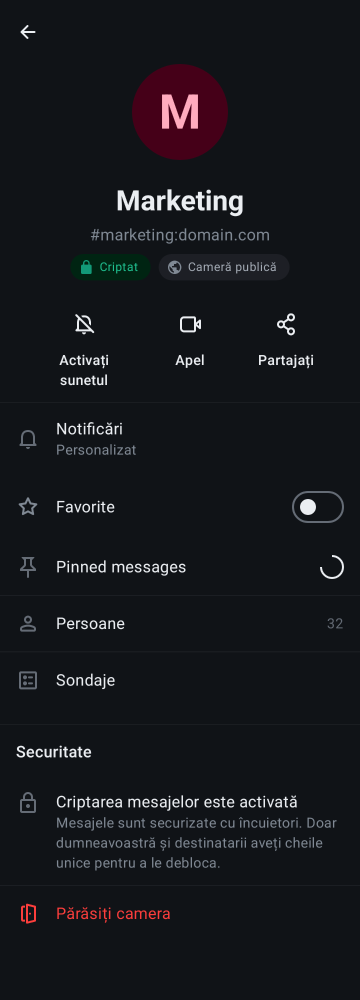 M
Marketing
#marketing:domain.com
Criptat
Cameră publică
Activați
sunetul
Apel
Partajați
Notificări
Personalizat
Favorite
Pinned messages
Persoane
32
Sondaje
Securitate
Criptarea mesajelor este activată
Mesajele sunt securizate cu încuietori. Doar
dumneavoastră și destinatarii aveți cheile
unice pentru a le debloca.
Părăsiți camera